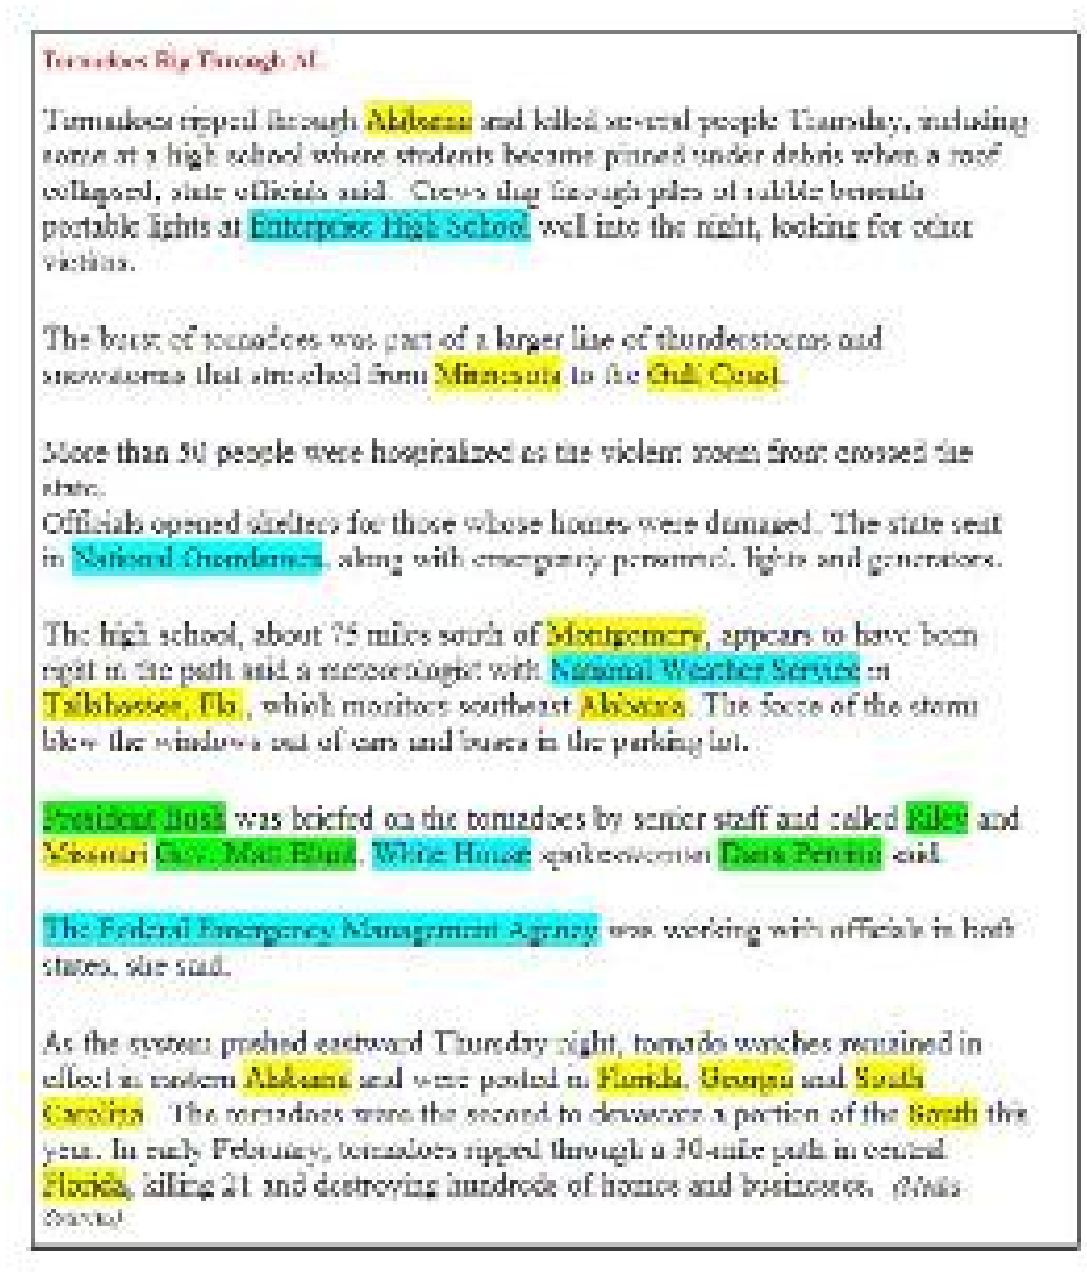 Tornadoes Rip Through AL
Tornadoes ripped through Alabama and killed several people Thursday, including
some at a high school where students became pinned under debris when a roof
collapsed, state officials said. Crews dug through piles of rubble beneath
portable lights at Enterprise High School well into the night, looking for other
victims.
The burst of tornadoes was part of a larger line of thunderstorms and
snowstorms that stretched from Minnesota to the Gulf Coast.
More than 50 people were hospitalized as the violent storm front crossed the
state.
Officials opened shelters for those whose homes were damaged. The state sent
in National Guardsmen, along with emergency personnel, lights and generators.
The high school, about 75 miles south of Montgomery, appears to have been
right in the path said a meteorologist with National Weather Service in
Tallahassee, Fla., which monitors southeast Alabama. The force of the storm
blew the windows out of cars and buses in the parking lot.
President Bush was briefed on the tornadoes by senior staff and called Riley and
Missouri Gov. Matt Blunt, White House spokeswoman Dana Perino said.
The Federal Emergency Management Agency was working with officials in both
states, she said.
As the system pushed eastward Thursday night, tornado watches remained in
effect in eastern Alabama and were posted in Florida, Georgia and South
Carolina. The tornadoes were the second to devastate a portion of the South this
year. In early February, tornadoes ripped through a 30-mile path in central
Florida, killing 21 and destroying hundreds of homes and businesses. (Media